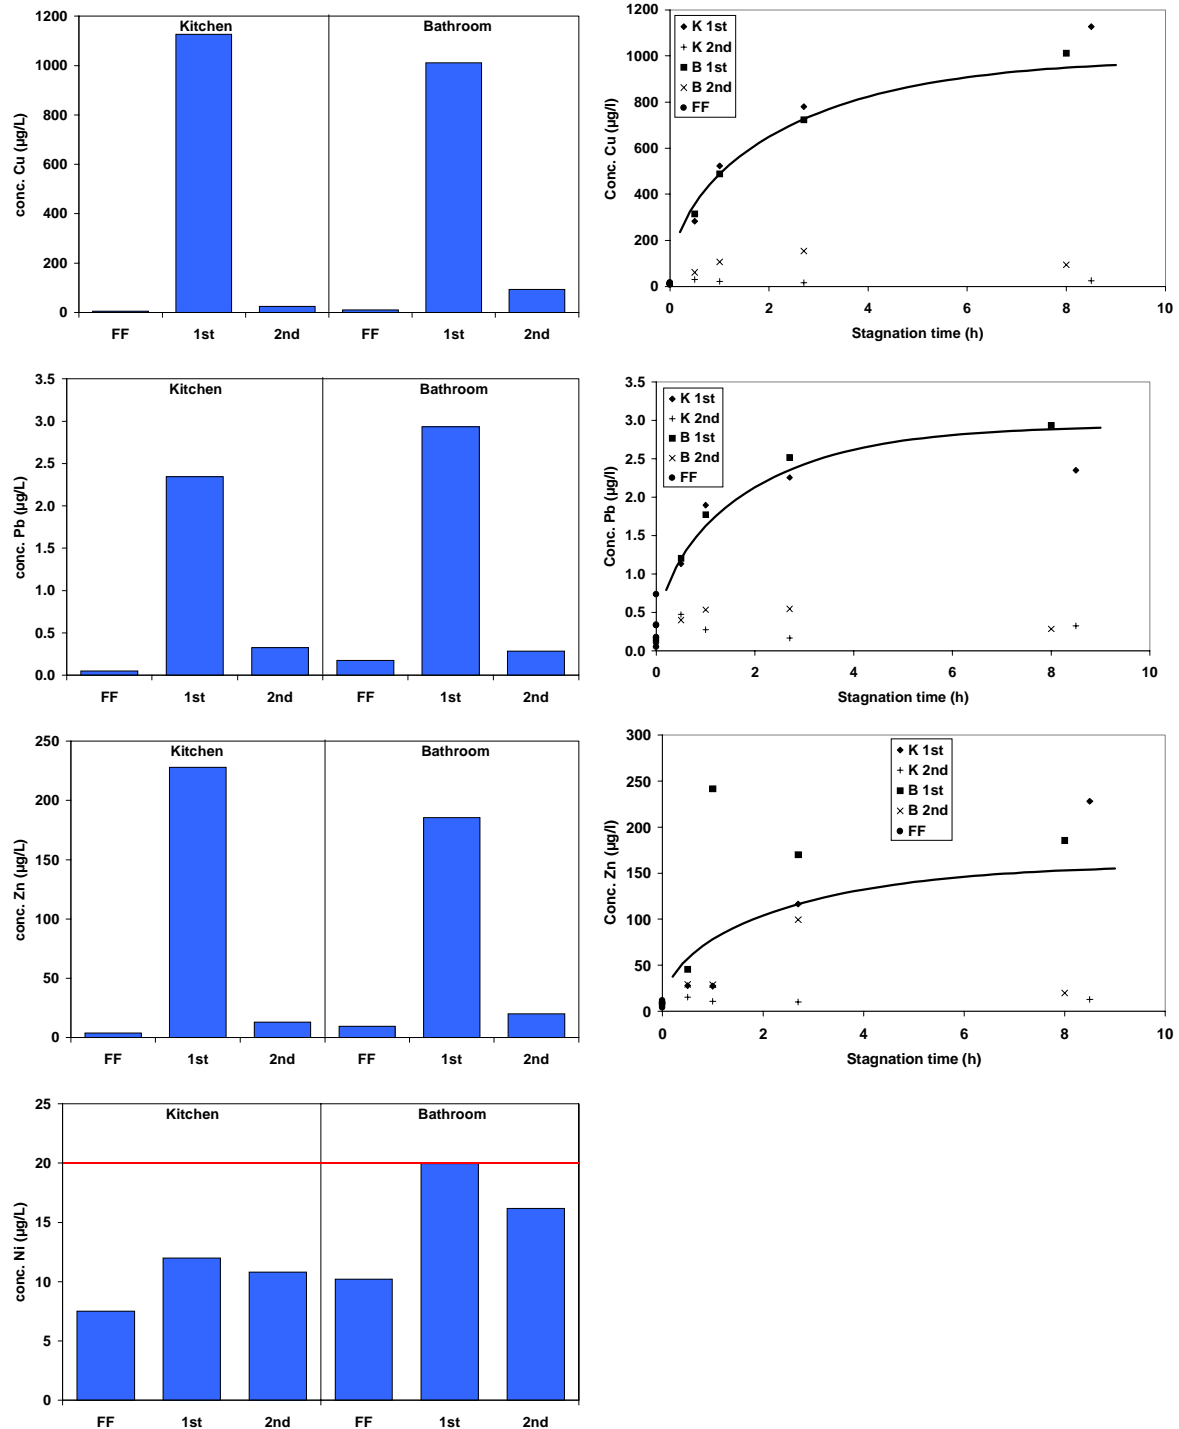 1200
1000
800
600
400
200
0
conc. Cu (µg/L)
Kitchen
Bathroom
FF
1st
2nd
FF
1st
2nd
1200
1000
800
600
400
200
0
Conc. Cu (µg/l)
K 1st
K 2nd
B 1st
B 2nd
FF
0
2
4
6
8
10
Stagnation time (h)
3.5
3.0
2.5
2.0
1.5
1.0
0.5
0.0
conc. Pb (µg/L)
Kitchen
Bathroom
FF
1st
2nd
FF
1st
2nd
3.5
3.0
2.5
2.0
1.5
1.0
0.5
0.0
Conc. Pb (µg/l)
K 1st
K 2nd
B 1st
B 2nd
FF
0
2
4
6
8
10
Stagnation time (h)
250
200
150
100
50
0
conc. Zn (µg/L)
Kitchen
Bathroom
FF
1st
2nd
FF
1st
2nd
300
250
200
150
100
50
0
Conc. Zn (µg/l)
K 1st
K 2nd
B 1st
B 2nd
FF
0
2
4
6
8
10
Stagnation time (h)
25
20
15
10
5
0
conc. Ni (µg/L)
Kitchen
Bathroom
FF
1st
2nd
FF
1st
2nd